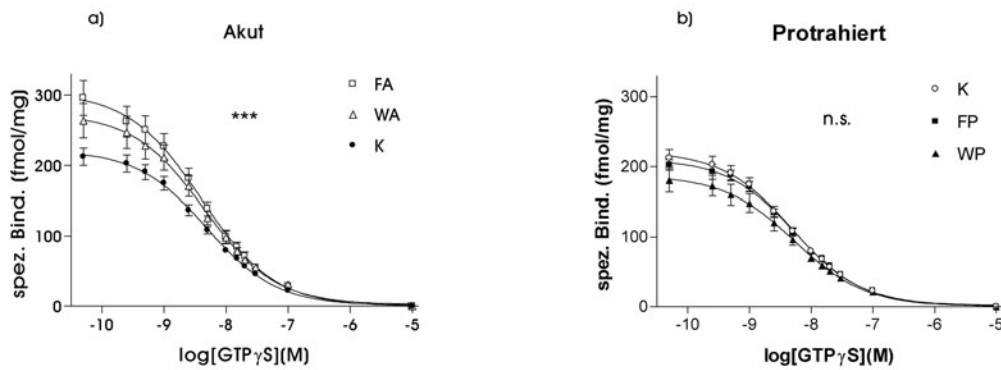 a)
Akut
FA
WA
K
***
300
200
100
0
spez. Bind. (fmol/mg)
-10 -9 -8 -7 -6 -5
log[GTPγS](M)
b)
Protrahiert
K
FP
WP
n.s.
300
200
100
0
spez. Bind. (fmol/mg)
-10 -9 -8 -7 -6 -5
log[GTPγS](M)